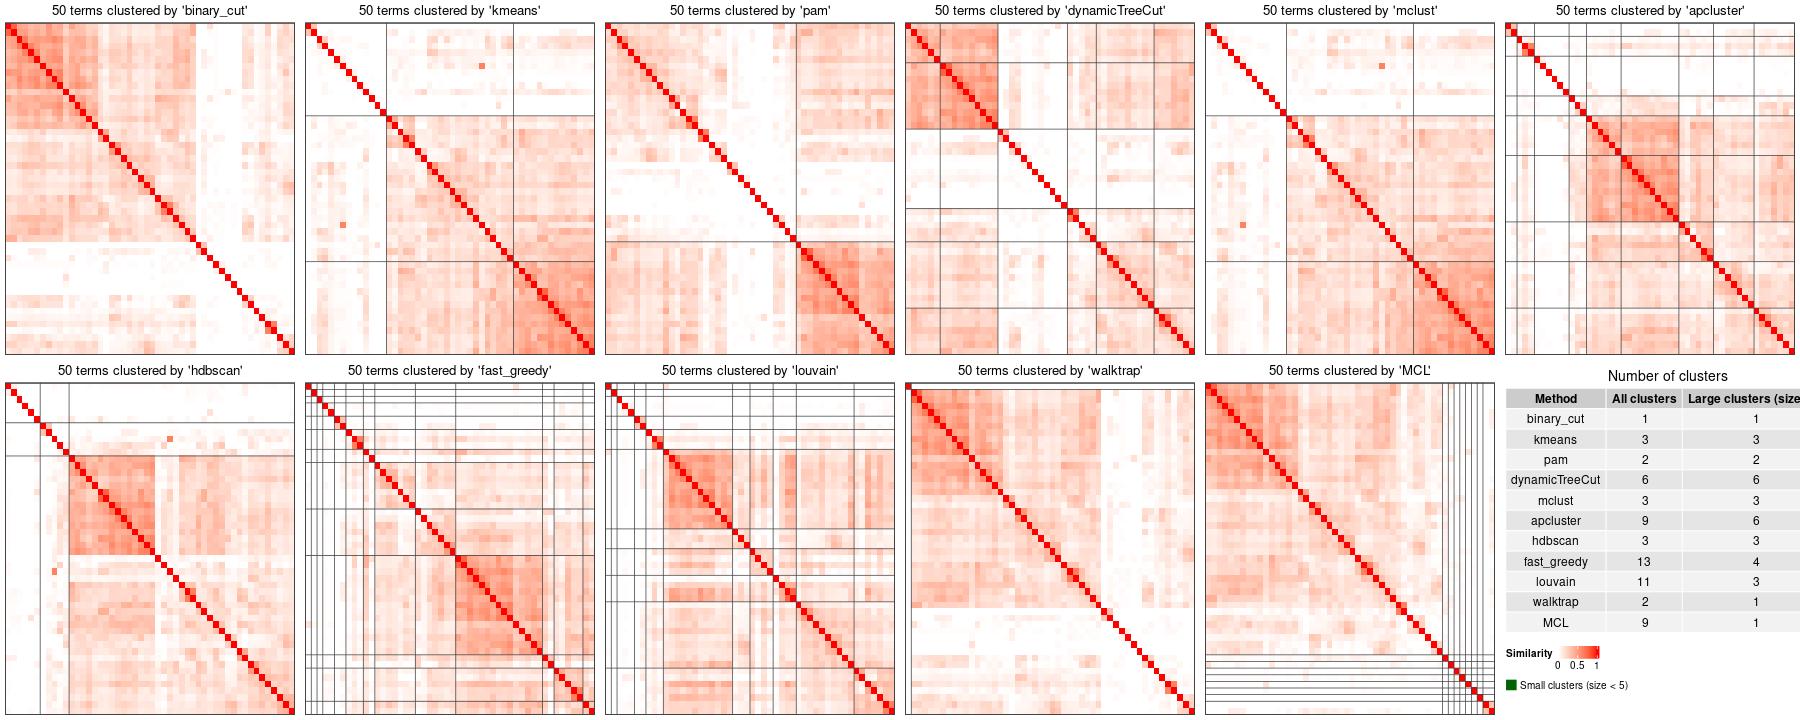 50 terms clustered by 'binary_cut'
50 terms clustered by 'kmeans'
50 terms clustered by 'pam'
50 terms clustered by 'dynamicTreeCut'
50 terms clustered by 'mclust'
50 terms clustered by 'apcluster'
50 terms clustered by 'hdbscan'
50 terms clustered by 'fast_greedy'
50 terms clustered by 'louvain'
50 terms clustered by 'walktrap'
50 terms clustered by 'MCL'
Number of clusters
Method All clusters Large clusters (size
binary_cut 1 1
kmeans 3 3
pam 2 2
dynamicTreeCut 6 6
mclust 3 3
apcluster 9 6
hdbscan 3 3
fast_greedy 13 4
louvain 11 3
walktrap 2 1
MCL 9 1
Similarity
0 0.5 1
Small clusters (size < 5)